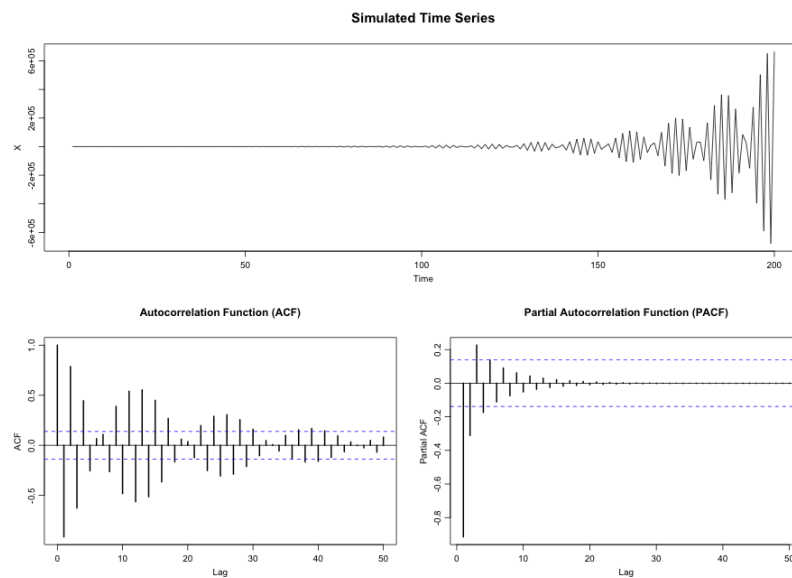 Simulated Time Series
X
6e+05
2e+05
-2e+05
-6e+05
0 50 100 150 200
Time
Autocorrelation Function (ACF)
ACF
1.0
0.5
0.0
-0.5
0 10 20 30 40 50
Lag
Partial Autocorrelation Function (PACF)
Partial ACF
0.2
0.0
-0.2
-0.4
-0.6
-0.8
0 10 20 30 40 50
Lag